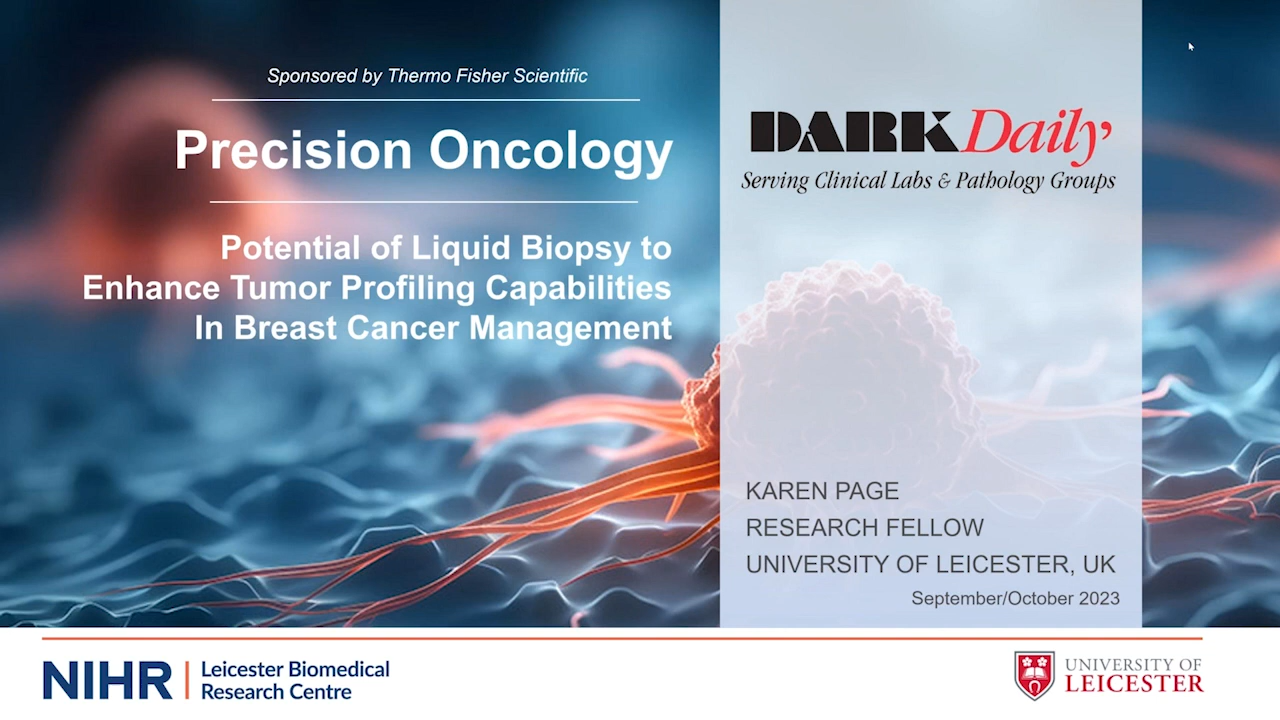 Sponsored by Thermo Fisher Scientific
Precision Oncology
Potential of Liquid Biopsy to
Enhance Tumor Profiling Capabilities
In Breast Cancer Management
DARK Daily
Serving Clinical Labs & Pathology Groups
KAREN PAGE
RESEARCH FELLOW
UNIVERSITY OF LEICESTER, UK
September/October 2023
NIHR | Leicester Biomedical
Research Centre
UNIVERSITY OF
LEICESTER